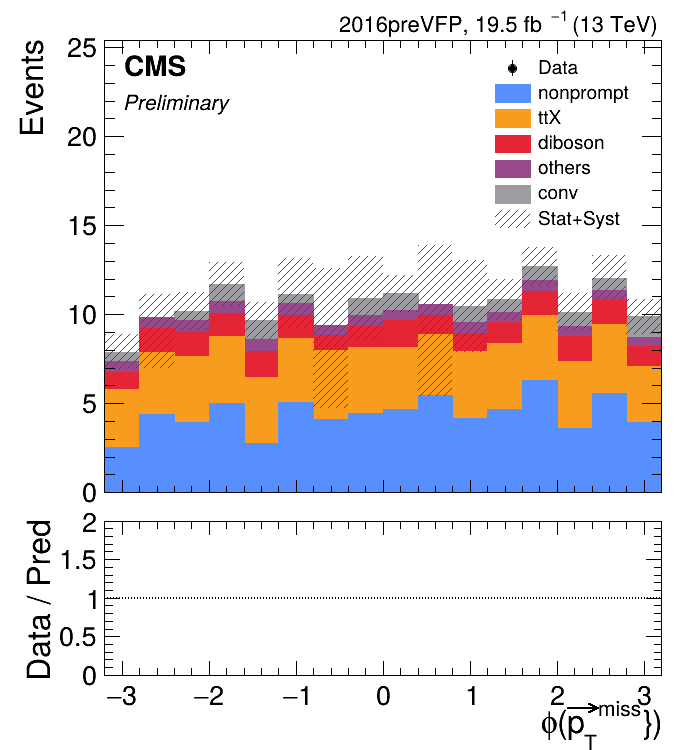 2016preVFP, 19.5 fb⁻¹ (13 TeV)
CMS
Preliminary
Events
25
20
15
10
5
0
Data
nonprompt
ttX
diboson
others
conv
Stat+Syst
Data / Pred
2
1.5
1
0.5
0
−3 −2 −1 0 1 2 3
ϕ(p⃗_T^miss})